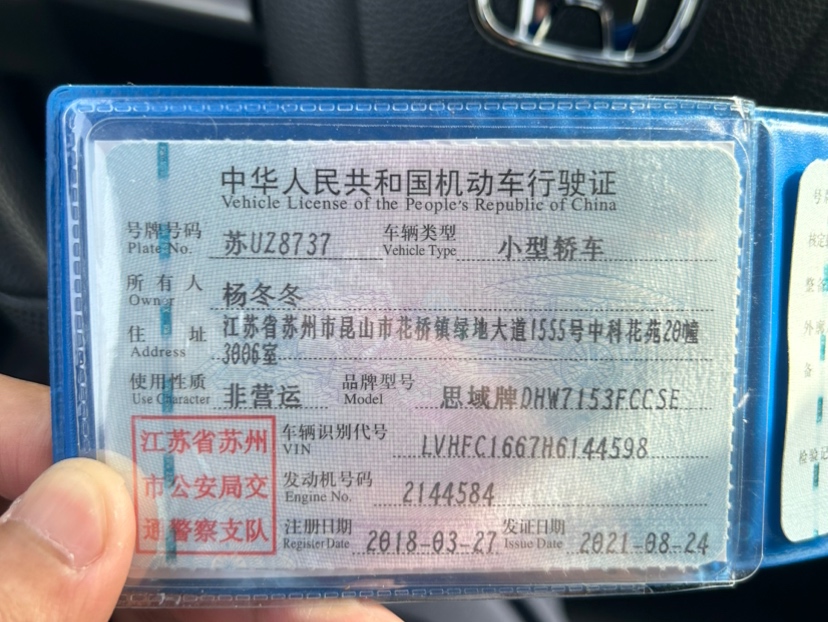 中华人民共和国机动车行驶证
Vehicle License of the People's Republic of China
号牌号码 苏UZ8737 车辆类型 小型轿车
Plate No. Vehicle Type
所有人 杨冬冬
Owner
住址 江苏省苏州市昆山市花桥镇绿地大道1555号中科花苑20幢
Address 3006室
使用性质 非营运 品牌型号 思域牌DHW7153FCCSE
Use Character Model
江苏省苏州 车辆识别代号 LVHFC1667H6144598
VIN
市公安局交 发动机号码 2144584
Engine No.
通警察支队 注册日期 2018-03-27 发证日期 2021-08-24
Register Date Issue Date